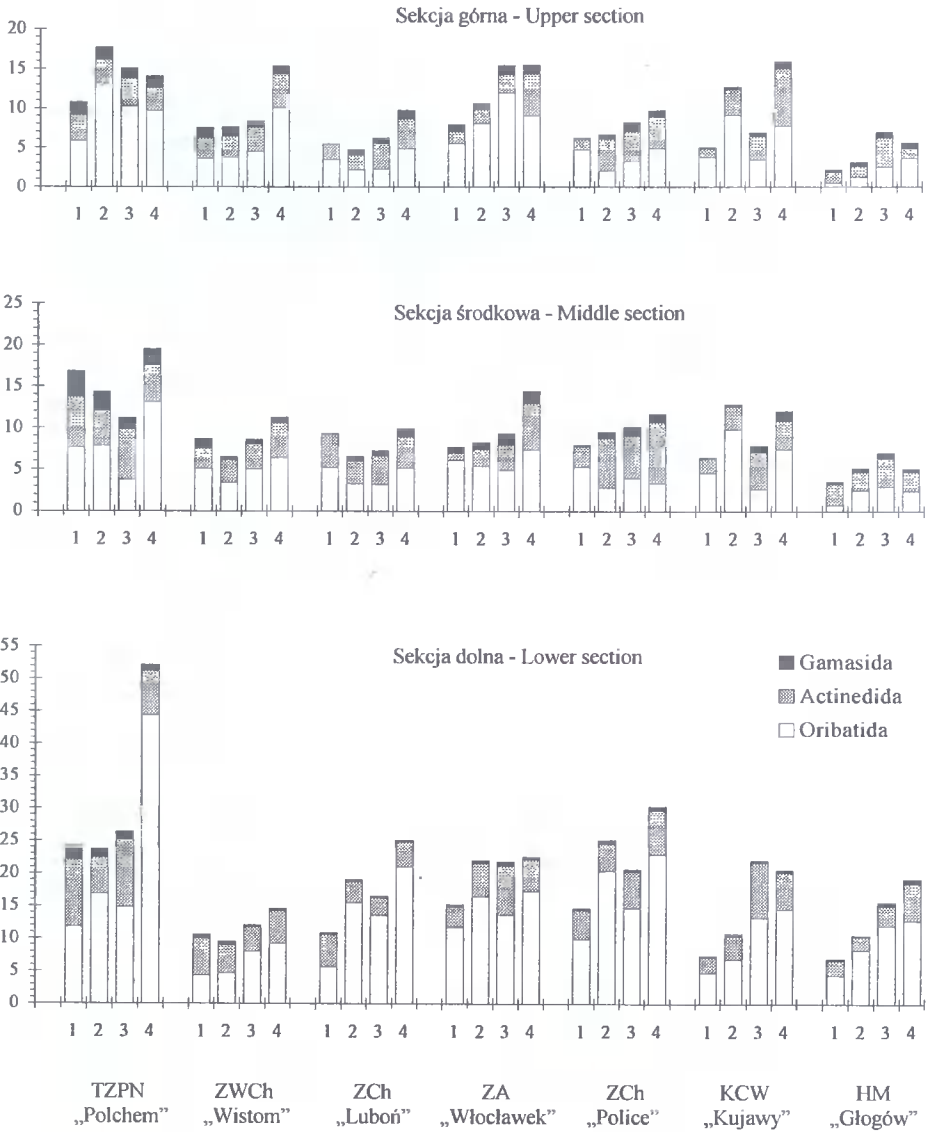 Sekcja górna - Upper section
20
15
10
5
0
1 2 3 4 1 2 3 4 1 2 3 4 1 2 3 4 1 2 3 4 1 2 3 4 1 2 3 4
Sekcja środkowa - Middle section
25
20
15
10
5
0
1 2 3 4 1 2 3 4 1 2 3 4 1 2 3 4 1 2 3 4 1 2 3 4 1 2 3 4
Sekcja dolna - Lower section
55
50
45
40
35
30
25
20
15
10
5
0
Gamasida
Actinedida
Oribatida
1 2 3 4 1 2 3 4 1 2 3 4 1 2 3 4 1 2 3 4 1 2 3 4 1 2 3 4
TZPN ZWCh ZCh ZA ZCh KCW HM
„Polchem” „Wistom” „Luboń” „Włocławek” „Police” „Kujawy” „Głogów”